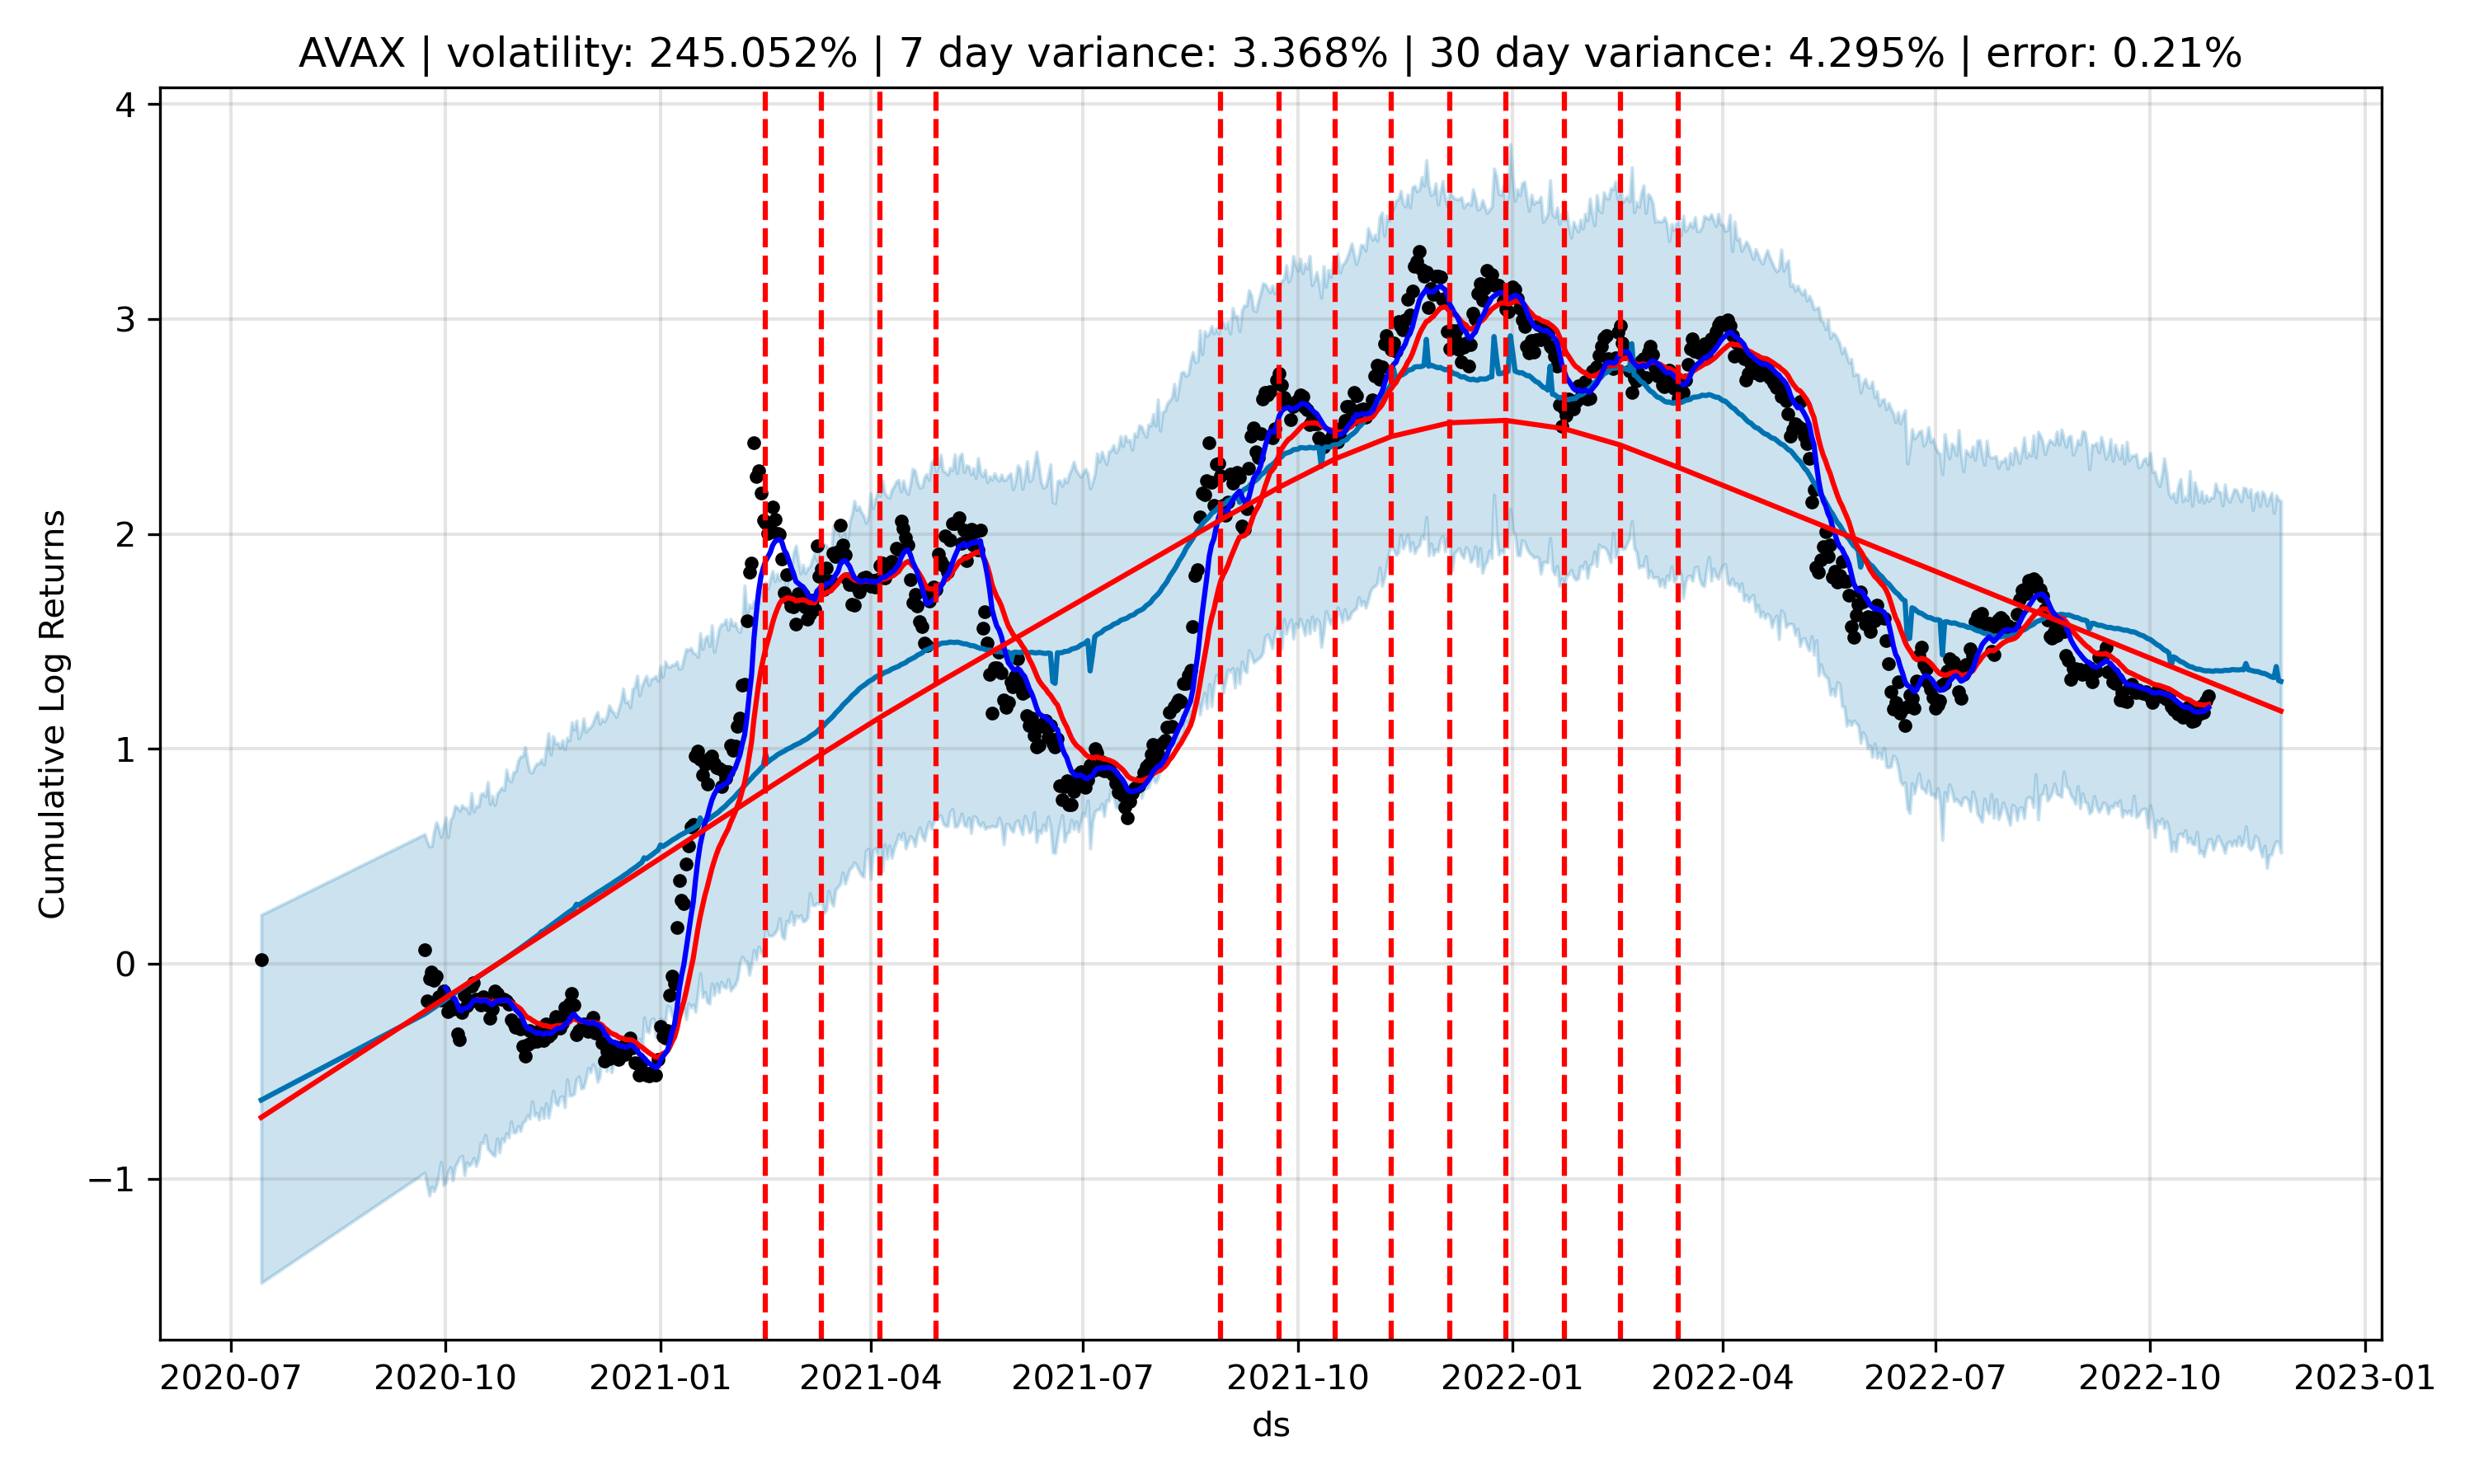 AVAX | volatility: 245.052% | 7 day variance: 3.368% | 30 day variance: 4.295% | error: 0.21%
Cumulative Log Returns
4
3
2
1
0
−1
2020-07 2020-10 2021-01 2021-04 2021-07 2021-10 2022-01 2022-04 2022-07 2022-10 2023-01
ds